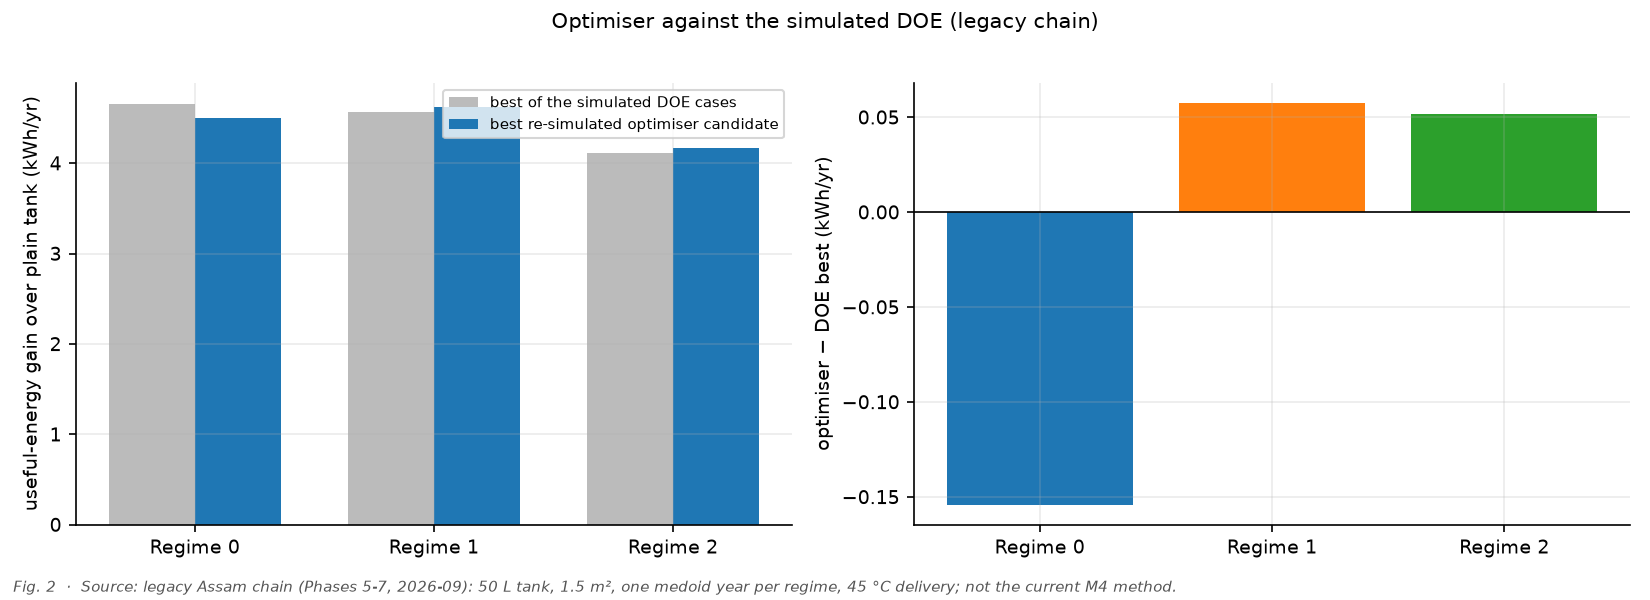 Optimiser against the simulated DOE (legacy chain)
useful-energy gain over plain tank (kWh/yr)
4
3
2
1
0
best of the simulated DOE cases
best re-simulated optimiser candidate
Regime 0
Regime 1
Regime 2
optimiser − DOE best (kWh/yr)
0.05
0.00
−0.05
−0.10
−0.15
Regime 0
Regime 1
Regime 2
Fig. 2 · Source: legacy Assam chain (Phases 5-7, 2026-09): 50 L tank, 1.5 m², one medoid year per regime, 45 °C delivery; not the current M4 method.